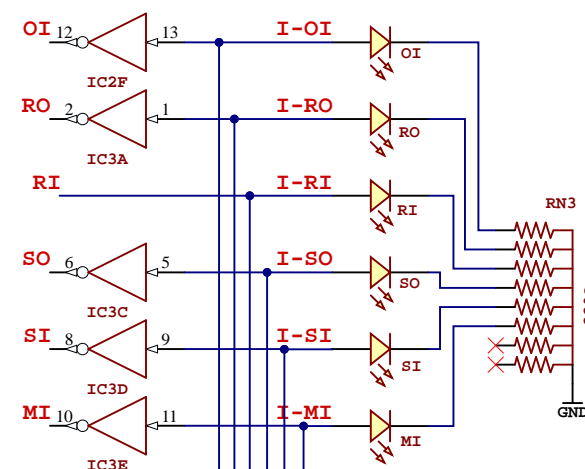 OI 12 13 I-OI OI
IC2F
RO 2 1 I-RO RO
IC3A
RI I-RI RI
RN3
SO 6 5 I-SO SO
IC3C
SI 8 9 I-SI SI
IC3D
MI 10 11 I-MI MI
GND
IC3E